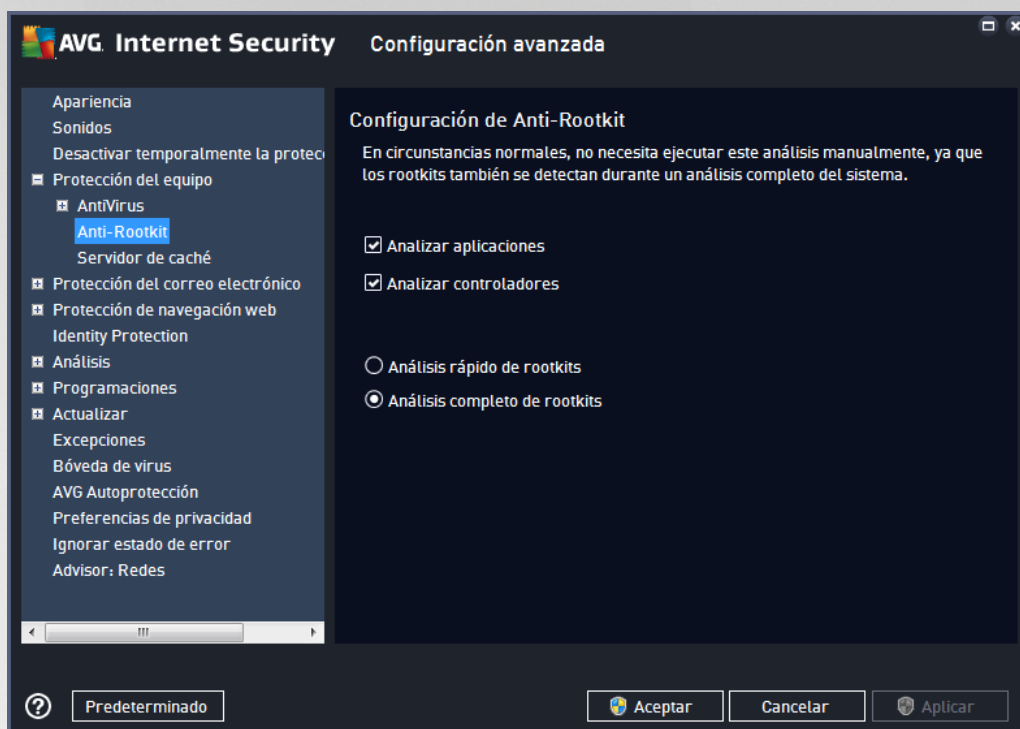 AVG. Internet Security
Configuración avanzada
Apariencia
Sonidos
Desactivar temporalmente la protec
Protección del equipo
AntiVirus
Anti-Rootkit
Servidor de caché
Protección del correo electrónico
Protección de navegación web
Identity Protection
Análisis
Programaciones
Actualizar
Excepciones
Bóveda de virus
AVG Autoprotección
Preferencias de privacidad
Ignorar estado de error
Advisor: Redes
Configuración de Anti-Rootkit
En circunstancias normales, no necesita ejecutar este análisis manualmente, ya que
los rootkits también se detectan durante un análisis completo del sistema.
Analizar aplicaciones
Analizar controladores
Análisis rápido de rootkits
Análisis completo de rootkits
?
Predeterminado
Aceptar
Cancelar
Aplicar